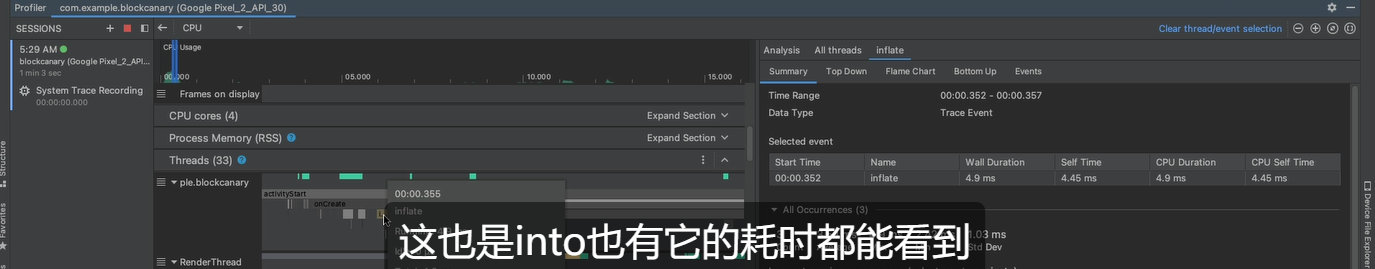 Profiler com.example.blockcanary (Google Pixel_2_API_30)
SESSIONS CPU Clear thread/event selection
5:29 AM
blockcanary (Google Pixel_2_API...
1 min 3 sec
System Trace Recording
00:00:00.000
CPU Usage
00.000 05.000 10.000 15.000
Frames on display
CPU cores (4) Expand Section
Process Memory (RSS) Expand Section
Threads (33)
ple.blockcanary
activityStart
onCreate
00:00.355
inflate
RenderThread
Analysis All threads inflate
Summary Top Down Flame Chart Bottom Up Events
Time Range 00:00.352 - 00:00.357
Data Type Trace Event
Selected event
Start Time Name Wall Duration Self Time CPU Duration CPU Self Time
00:00.352 inflate 4.9 ms 4.45 ms 4.9 ms 4.45 ms
All Occurrences (3)
Std Dev
这也是into也有它的耗时都能看到
Structure
Favorites
Device File Explorer